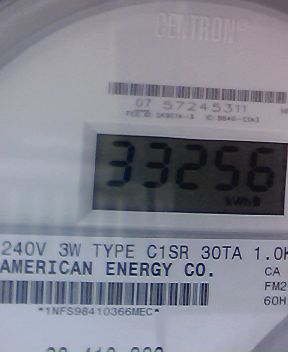 CENTRON®
07 57245311
33256
kWh
240V 3W TYPE C1SR 30TA 1.0K
AMERICAN ENERGY CO.
CA
FM2
60H
*1NFS98410366MEC*